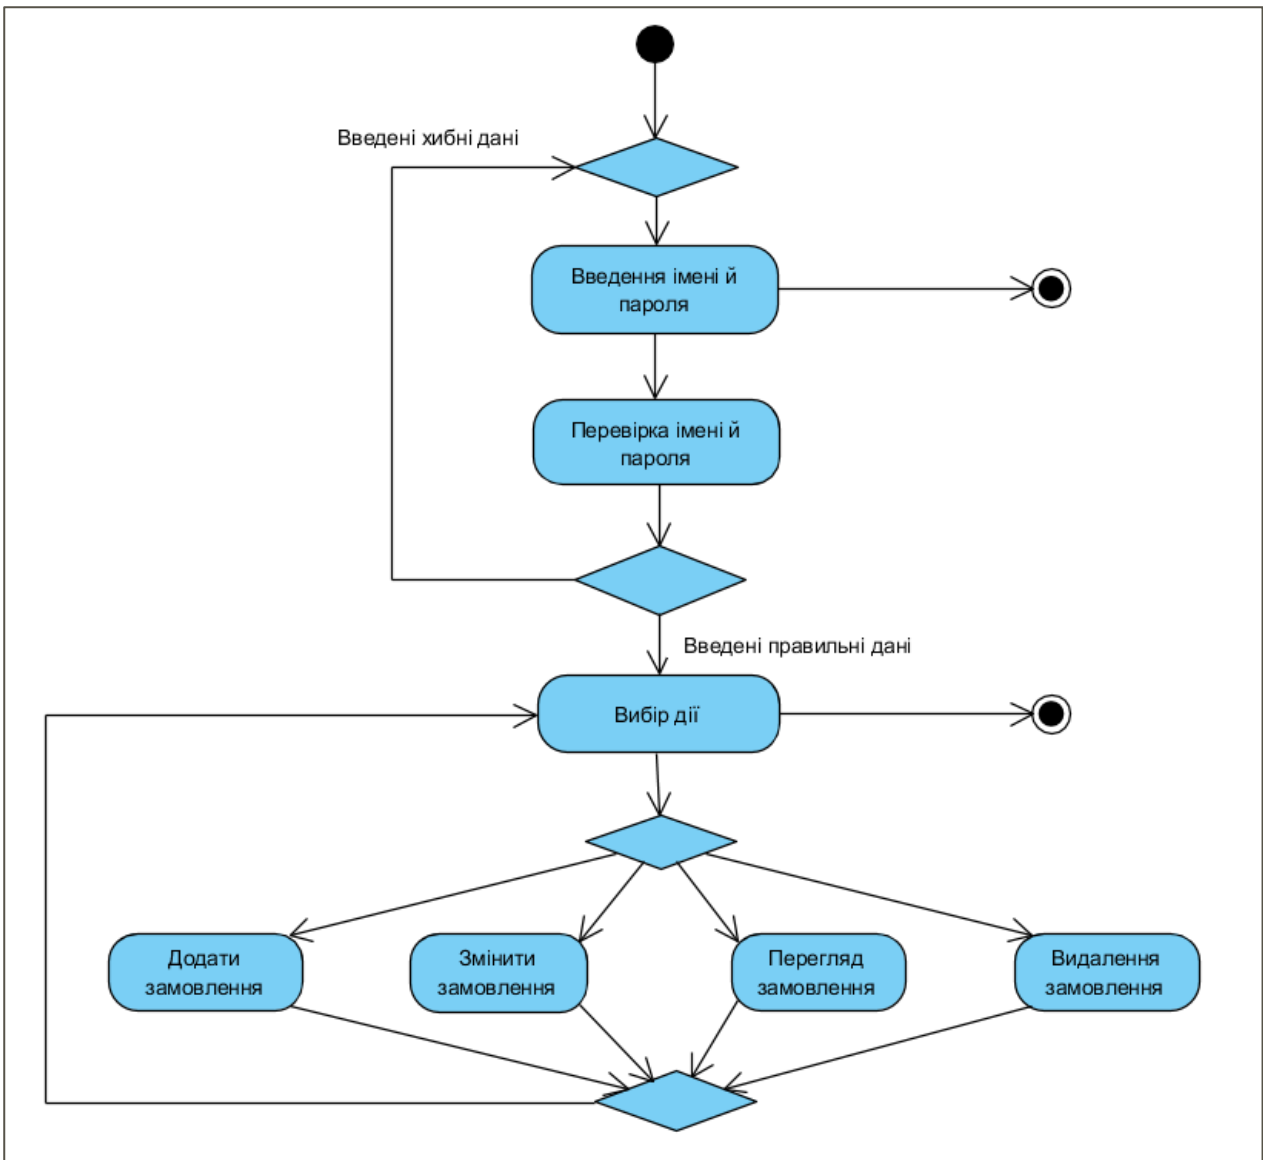 Введені хибні дані
Введення імені й
пароля
Перевірка імені й
пароля
Введені правильні дані
Вибір дії
Додати
замовлення
Змінити
замовлення
Перегляд
замовлення
Видалення
замовлення